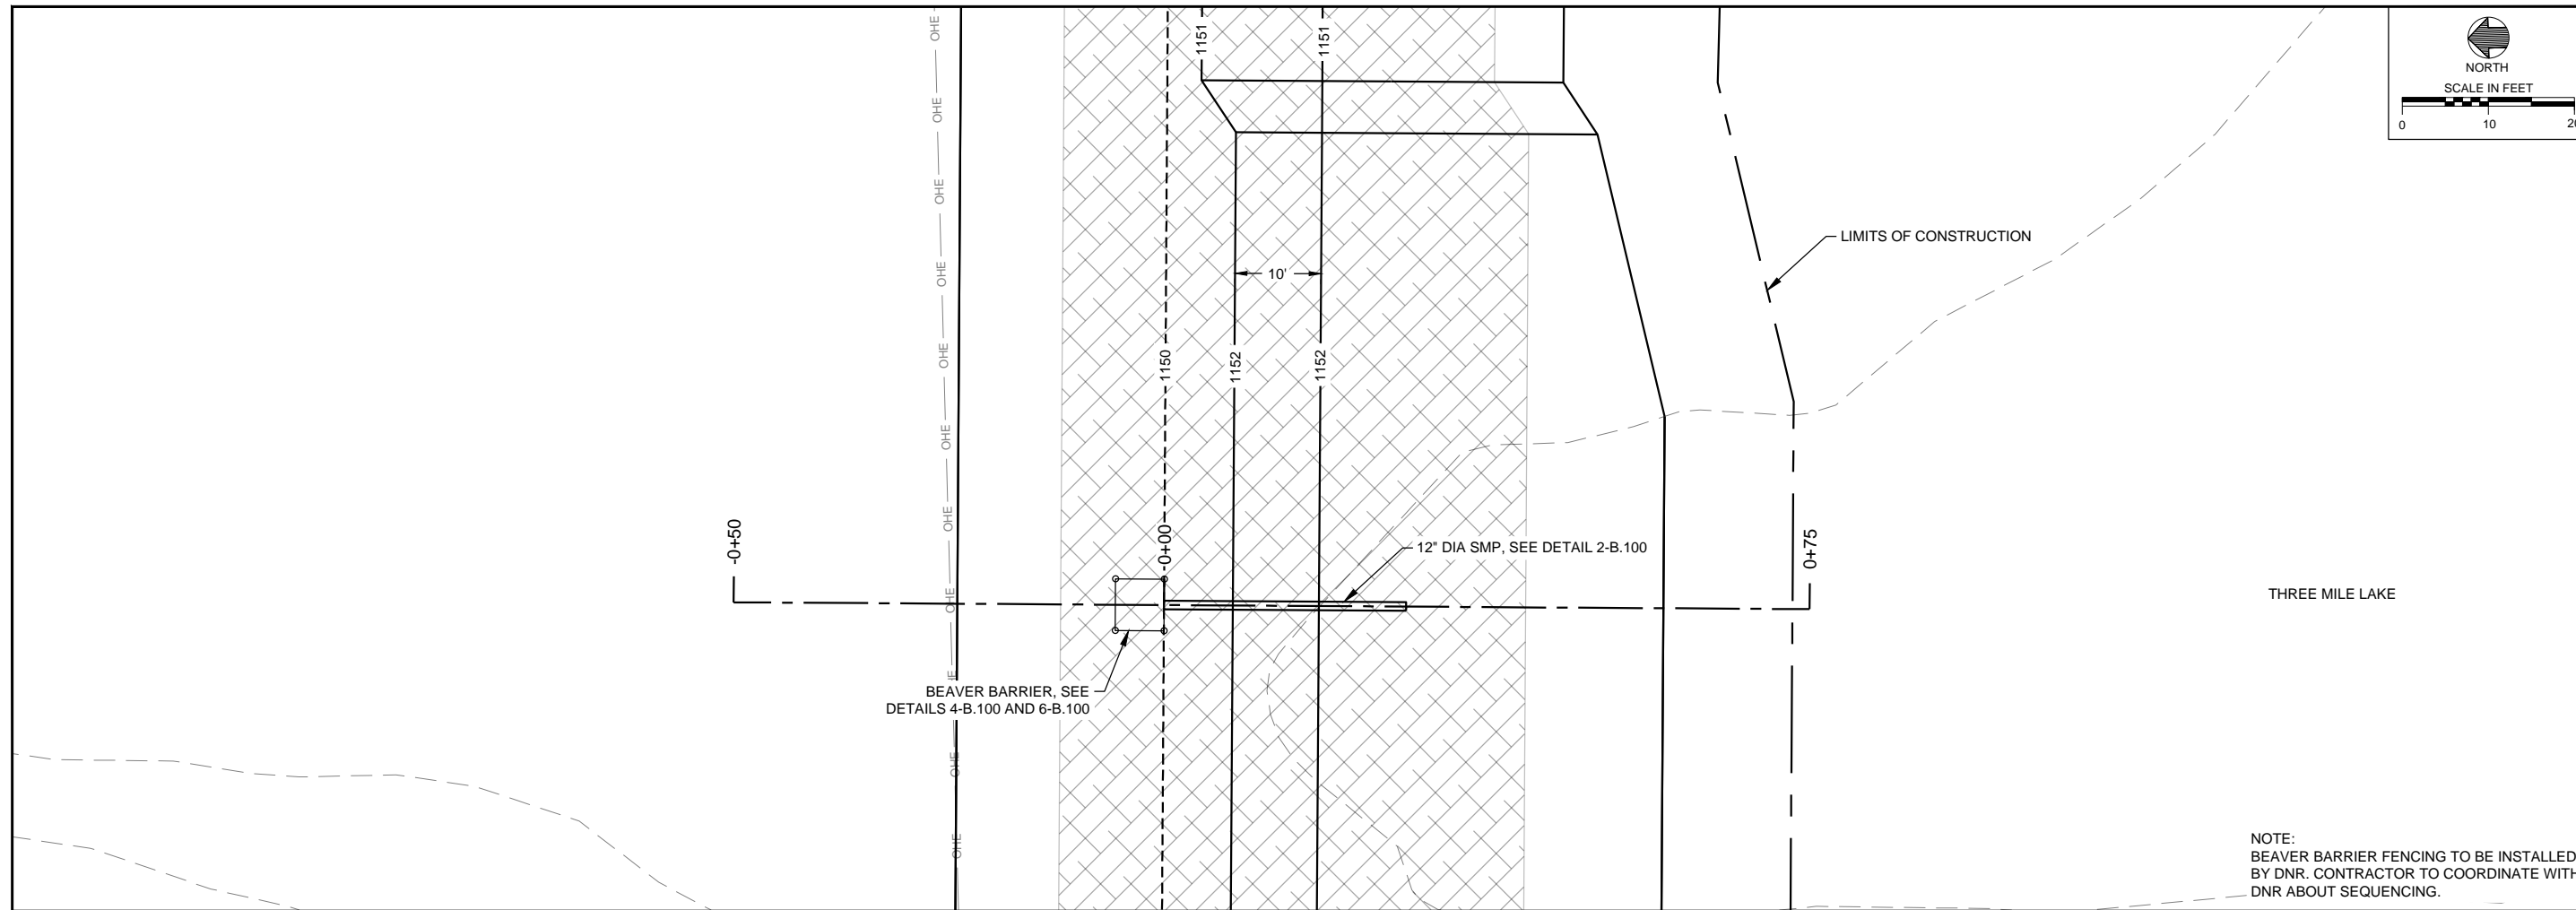 NORTH
SCALE IN FEET
0 10
1151
1151
OHE
OHE
OHE
OHE
OHE
OHE
OHE
OHE
OHE
OHE
LIMITS OF CONSTRUCTION
10'
1150
1152
1152
-0+50
0+00
0+75
12" DIA SMP, SEE DETAIL 2-B.100
THREE MILE LAKE
BEAVER BARRIER, SEE
DETAILS 4-B.100 AND 6-B.100
NOTE:
BEAVER BARRIER FENCING TO BE INSTALLED
BY DNR. CONTRACTOR TO COORDINATE WITH
DNR ABOUT SEQUENCING.